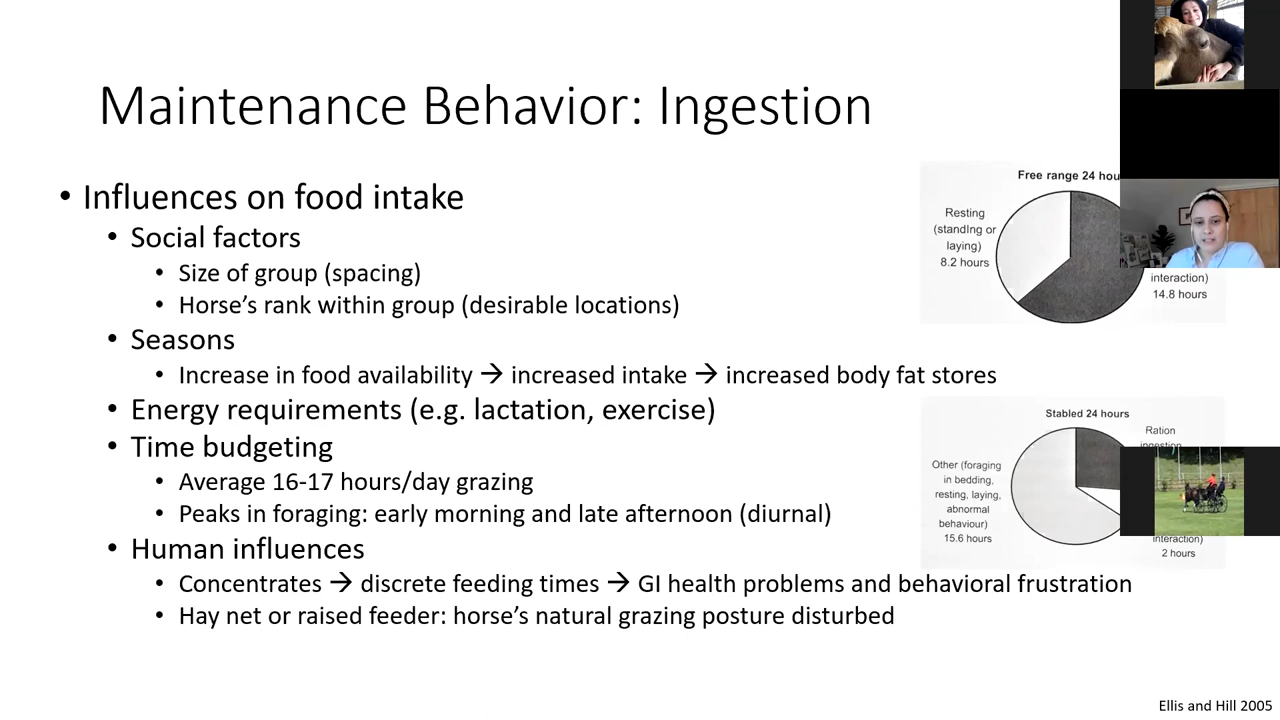 Maintenance Behavior: Ingestion
• Influences on food intake
• Social factors
• Size of group (spacing)
• Horse’s rank within group (desirable locations)
• Seasons
• Increase in food availability → increased intake → increased body fat stores
• Energy requirements (e.g. lactation, exercise)
• Time budgeting
• Average 16-17 hours/day grazing
• Peaks in foraging: early morning and late afternoon (diurnal)
• Human influences
• Concentrates → discrete feeding times → GI health problems and behavioral frustration
• Hay net or raised feeder: horse’s natural grazing posture disturbed
Free range 24 hou
Resting
(standing or
laying)
8.2 hours
interaction)
14.8 hours
Stabled 24 hours
Ration
ingestion
Other (foraging
in bedding,
resting, laying,
abnormal
behaviour)
15.6 hours
interaction)
2 hours
Ellis and Hill 2005